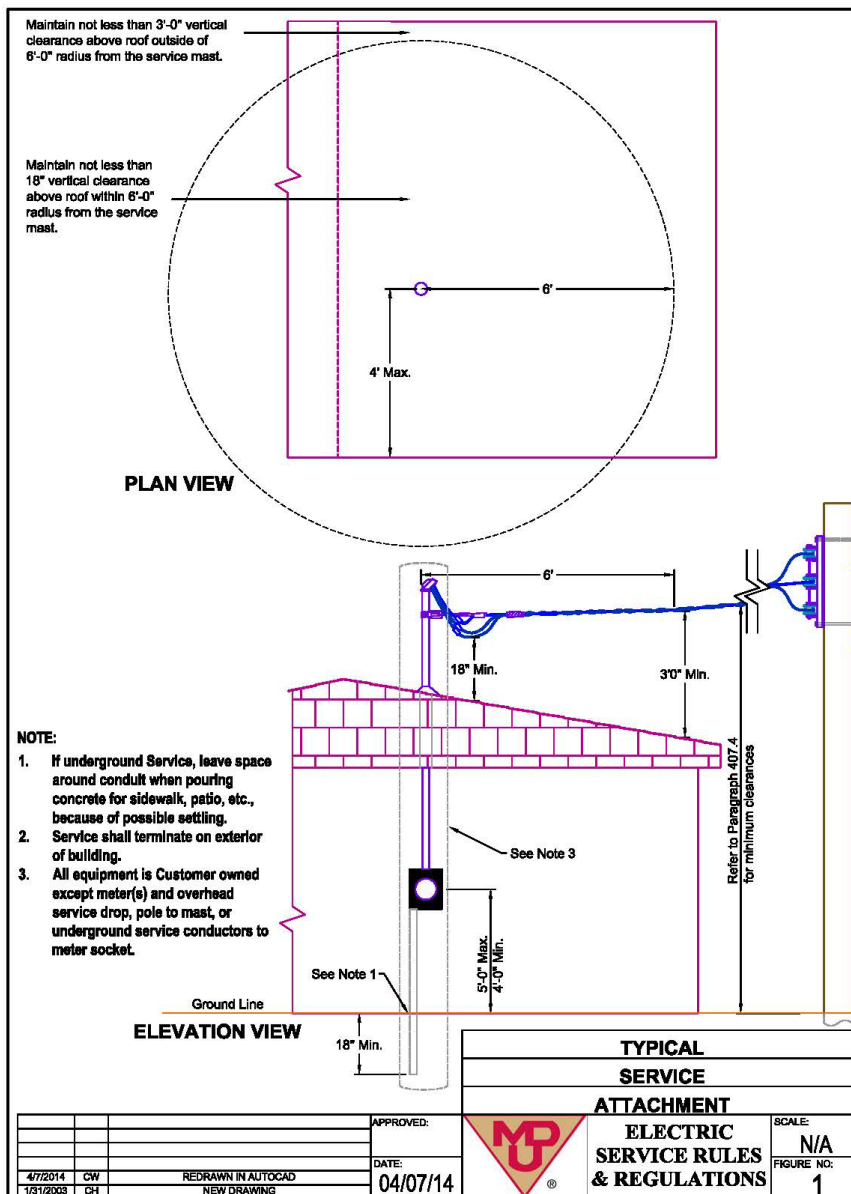 Maintain not less than 3'-0" vertical
clearance above roof outside of
6'-0" radius from the service mast.
Maintain not less than
18" vertical clearance
above roof within 6'-0"
radius from the service
mast.
6'
4' Max.
PLAN VIEW
6'
18" Min.
3'0" Min.
NOTE:
1. If underground Service, leave space
around conduit when pouring
concrete for sidewalk, patio, etc.,
because of possible settling.
2. Service shall terminate on exterior
of building.
3. All equipment is Customer owned
except meter(s) and overhead
service drop, pole to mast, or
underground service conductors to
meter socket.
See Note 3
Refer to Paragraph 407.4
for minimum clearances
5'-0" Max.
4'-0" Min.
See Note 1
Ground Line
ELEVATION VIEW
18" Min.
TYPICAL
SERVICE
ATTACHMENT
APPROVED:
DATE:
04/07/14
4/7/2014 CW REDRAWN IN AUTOCAD
1/31/2003 CH NEW DRAWING
MDU
®
ELECTRIC
SERVICE RULES
& REGULATIONS
SCALE:
N/A
FIGURE NO:
1